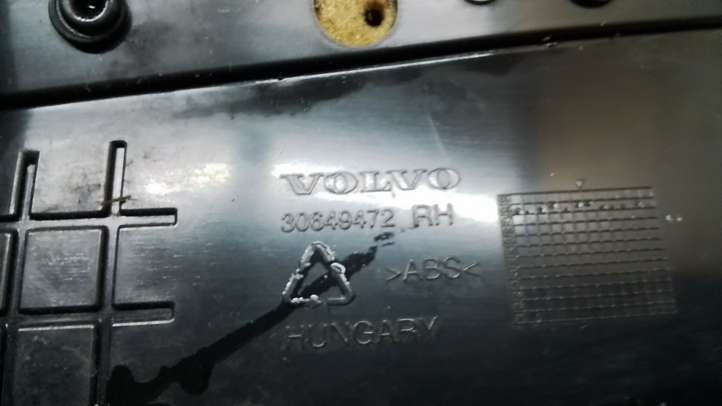 VOLVO
30649472 RH
>ABS<
HUNGARY